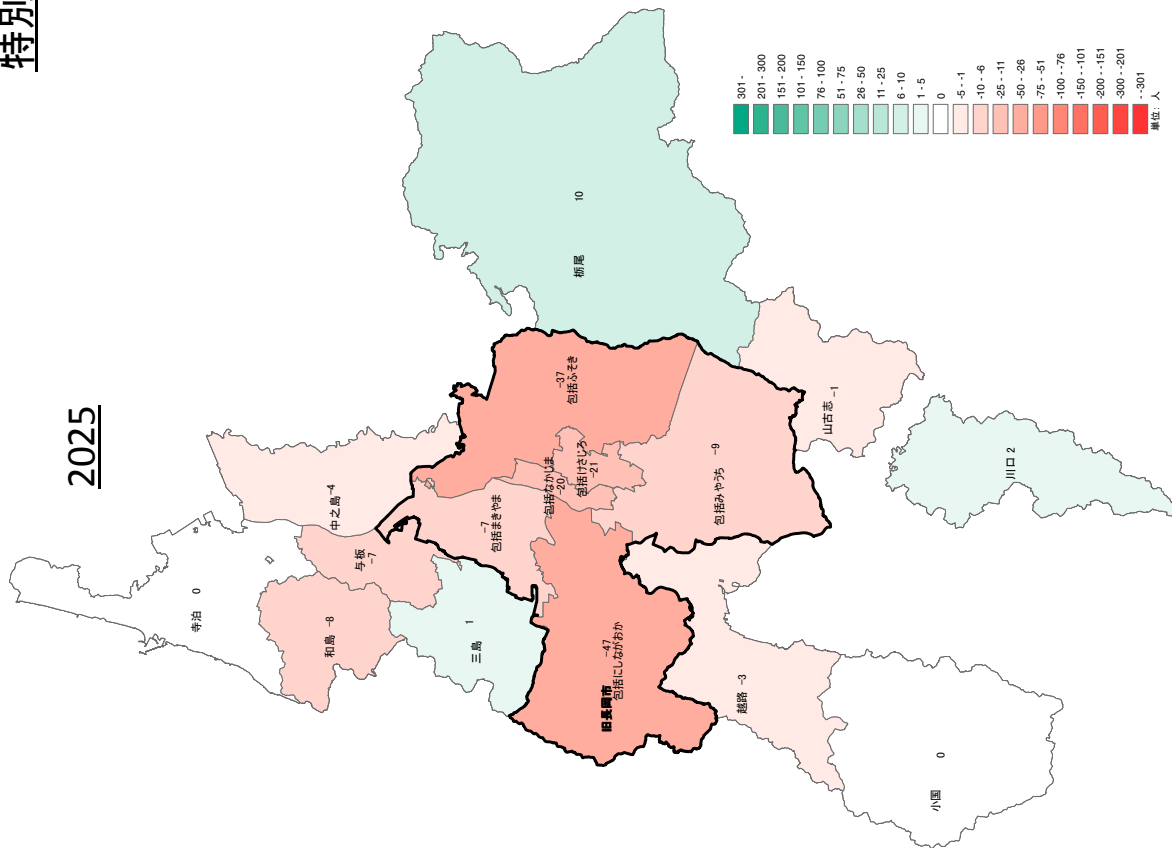 特別
2025
寺泊 0
中之島 -4
与板
-7
和島 -8
三島 1
栃尾 10
-37
包括ふそき
-7
包括まきやま
包括なかじま
-20
包括けさじろ
-21
-9
包括みやうち
-47
包括にしながおか
旧長岡市
山古志 -1
川口 2
越路 -3
小国 0
301 -
201 - 300
151 - 200
101 - 150
76 - 100
51 - 75
26 - 50
11 - 25
6 - 10
1 - 5
0
-5 - -1
-10 - -6
-25 - -11
-50 - -26
-75 - -51
-100 - -76
-150 - -101
-200 - -151
-300 - -201
- -301
単位: 人